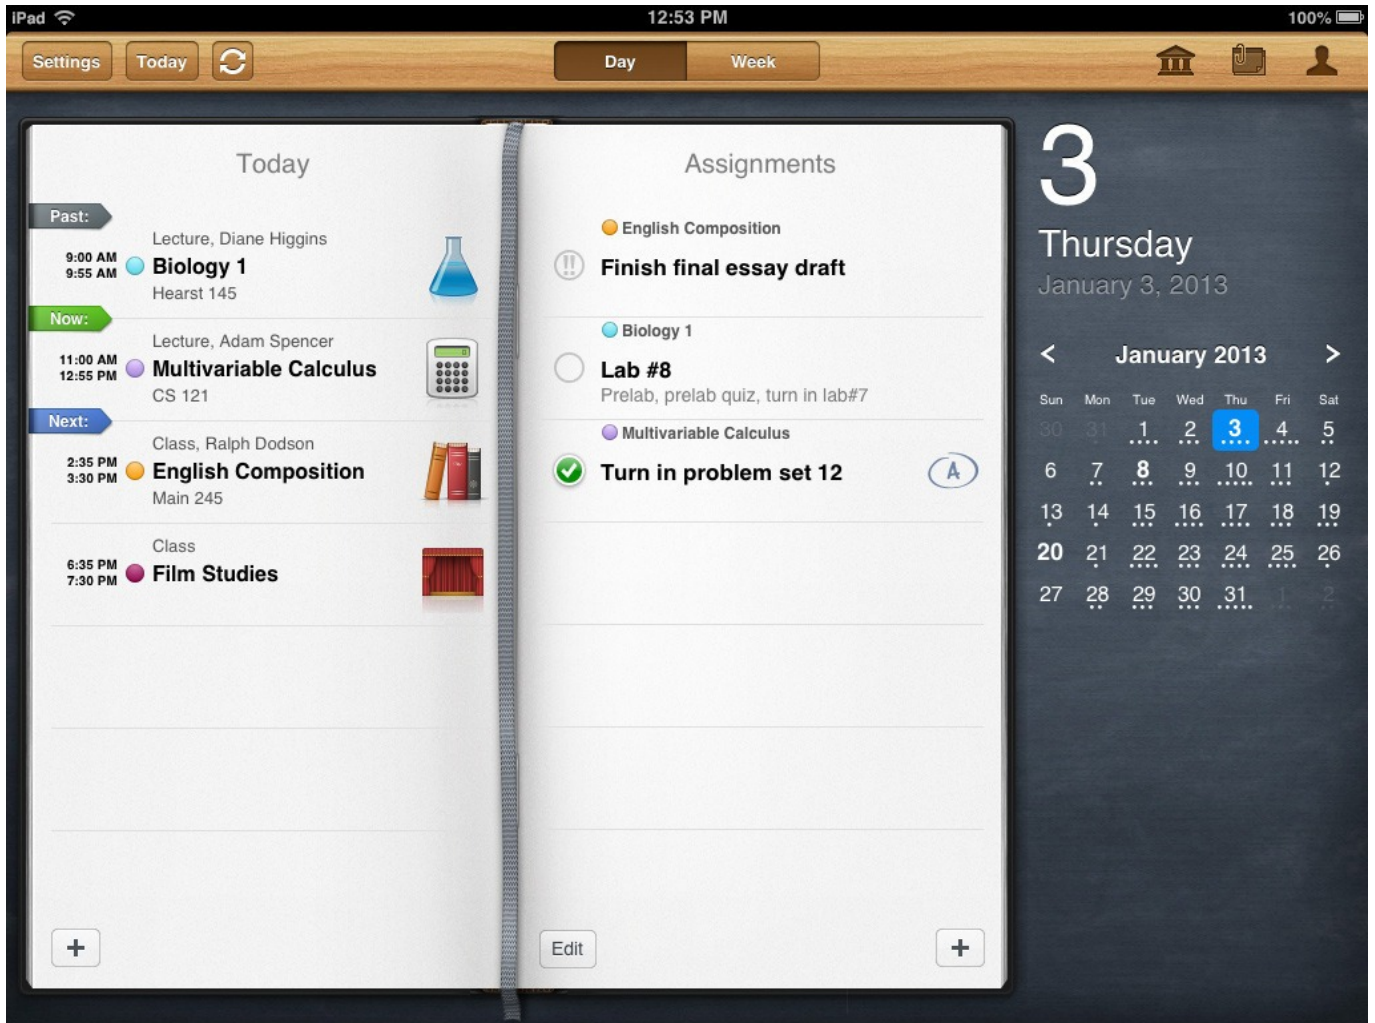 iPad 12:53 PM 100%
Settings Today Day Week
3
Thursday
January 3, 2013
Today
Past:
9:00 AM
9:55 AM
Lecture, Diane Higgins
Biology 1
Hearst 145
Now:
11:00 AM
12:55 PM
Lecture, Adam Spencer
Multivariable Calculus
CS 121
Next:
2:35 PM
3:30 PM
Class, Ralph Dodson
English Composition
Main 245
6:35 PM
7:30 PM
Class
Film Studies
+
Assignments
English Composition
!!
Finish final essay draft
Biology 1
Lab #8
Prelab, prelab quiz, turn in lab#7
Multivariable Calculus
Turn in problem set 12 A
Edit +
< January 2013 >
Sun Mon Tue Wed Thu Fri Sat
30 31 1 2 3 4 5
6 7 8 9 10 11 12
13 14 15 16 17 18 19
20 21 22 23 24 25 26
27 28 29 30 31 1 2